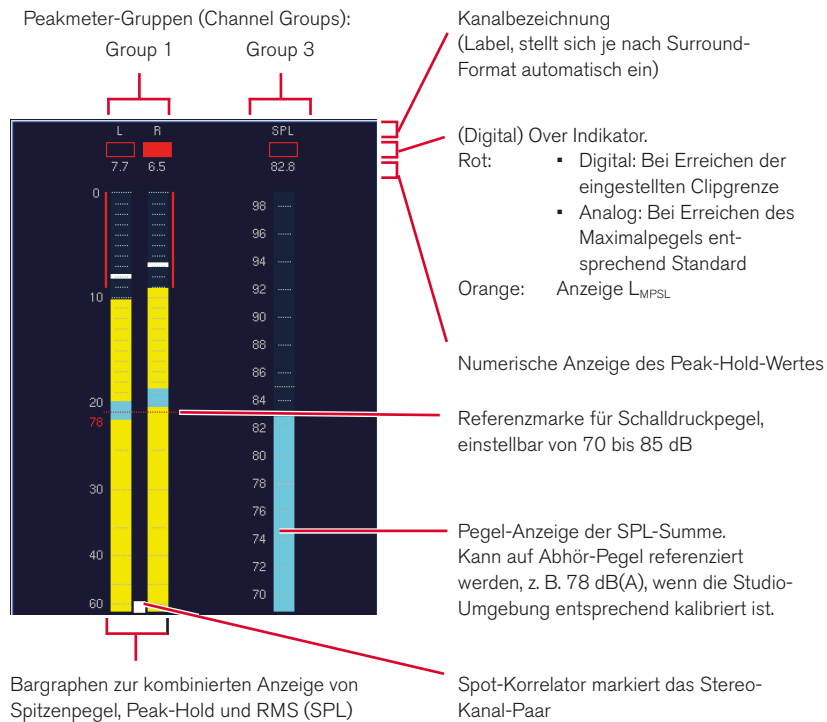 Peakmeter-Gruppen (Channel Groups):
Group 1
Group 3
L
R
SPL
7.7
6.5
82.8
0
10
20
78
30
40
60
98
96
94
92
90
88
86
84
82
80
78
76
74
72
70
Kanalbezeichnung
(Label, stellt sich je nach Surround-
Format automatisch ein)
(Digital) Over Indikator.
Rot: ▪ Digital: Bei Erreichen der
eingestellten Clipgrenze
▪ Analog: Bei Erreichen des
Maximalpegels ent-
sprechend Standard
Orange: Anzeige LMPSL
Numerische Anzeige des Peak-Hold-Wertes
Referenzmarke für Schalldruckpegel,
einstellbar von 70 bis 85 dB
Pegel-Anzeige der SPL-Summe.
Kann auf Abhör-Pegel referenziert
werden, z. B. 78 dB(A), wenn die Studio-
Umgebung entsprechend kalibriert ist.
Bargraphen zur kombinierten Anzeige von
Spitzenpegel, Peak-Hold und RMS (SPL)
Spot-Korrelator markiert das Stereo-
Kanal-Paar